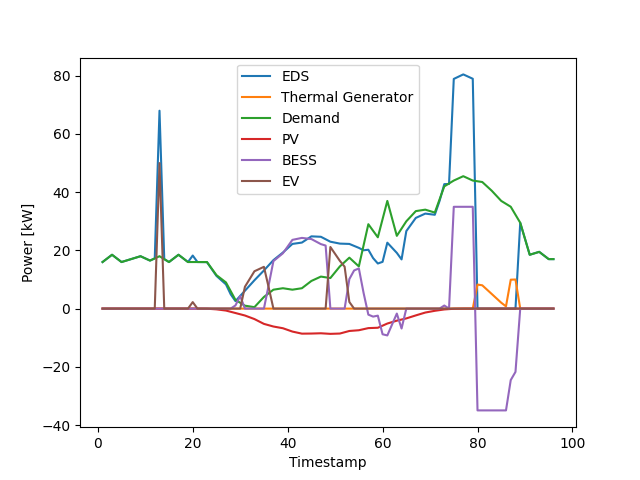 EDS
Thermal Generator
Demand
PV
BESS
EV
Power [kW]
80
60
40
20
0
−20
−40
0 20 40 60 80 100
Timestamp